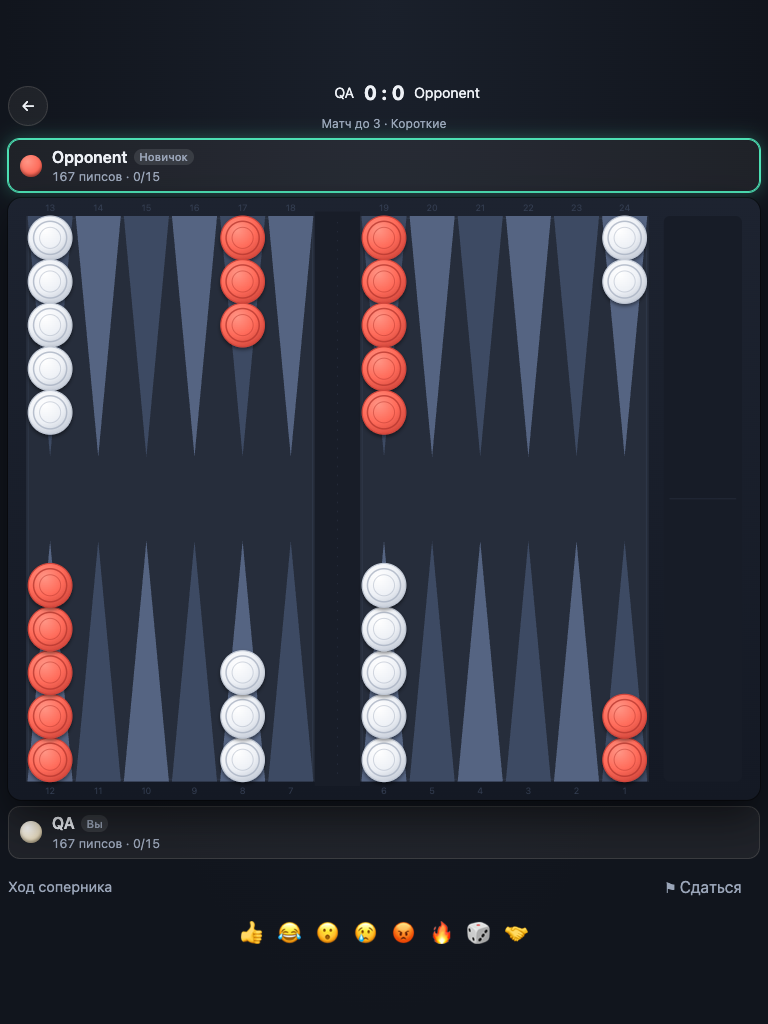 QA 0 : 0 Opponent
Матч до 3 · Короткие
Opponent Новичок
167 пипсов · 0/15
13 14 15 16 17 18 19 20 21 22 23 24
12 11 10 9 8 7 6 5 4 3 2 1
QA Вы
167 пипсов · 0/15
Ход соперника
Сдаться